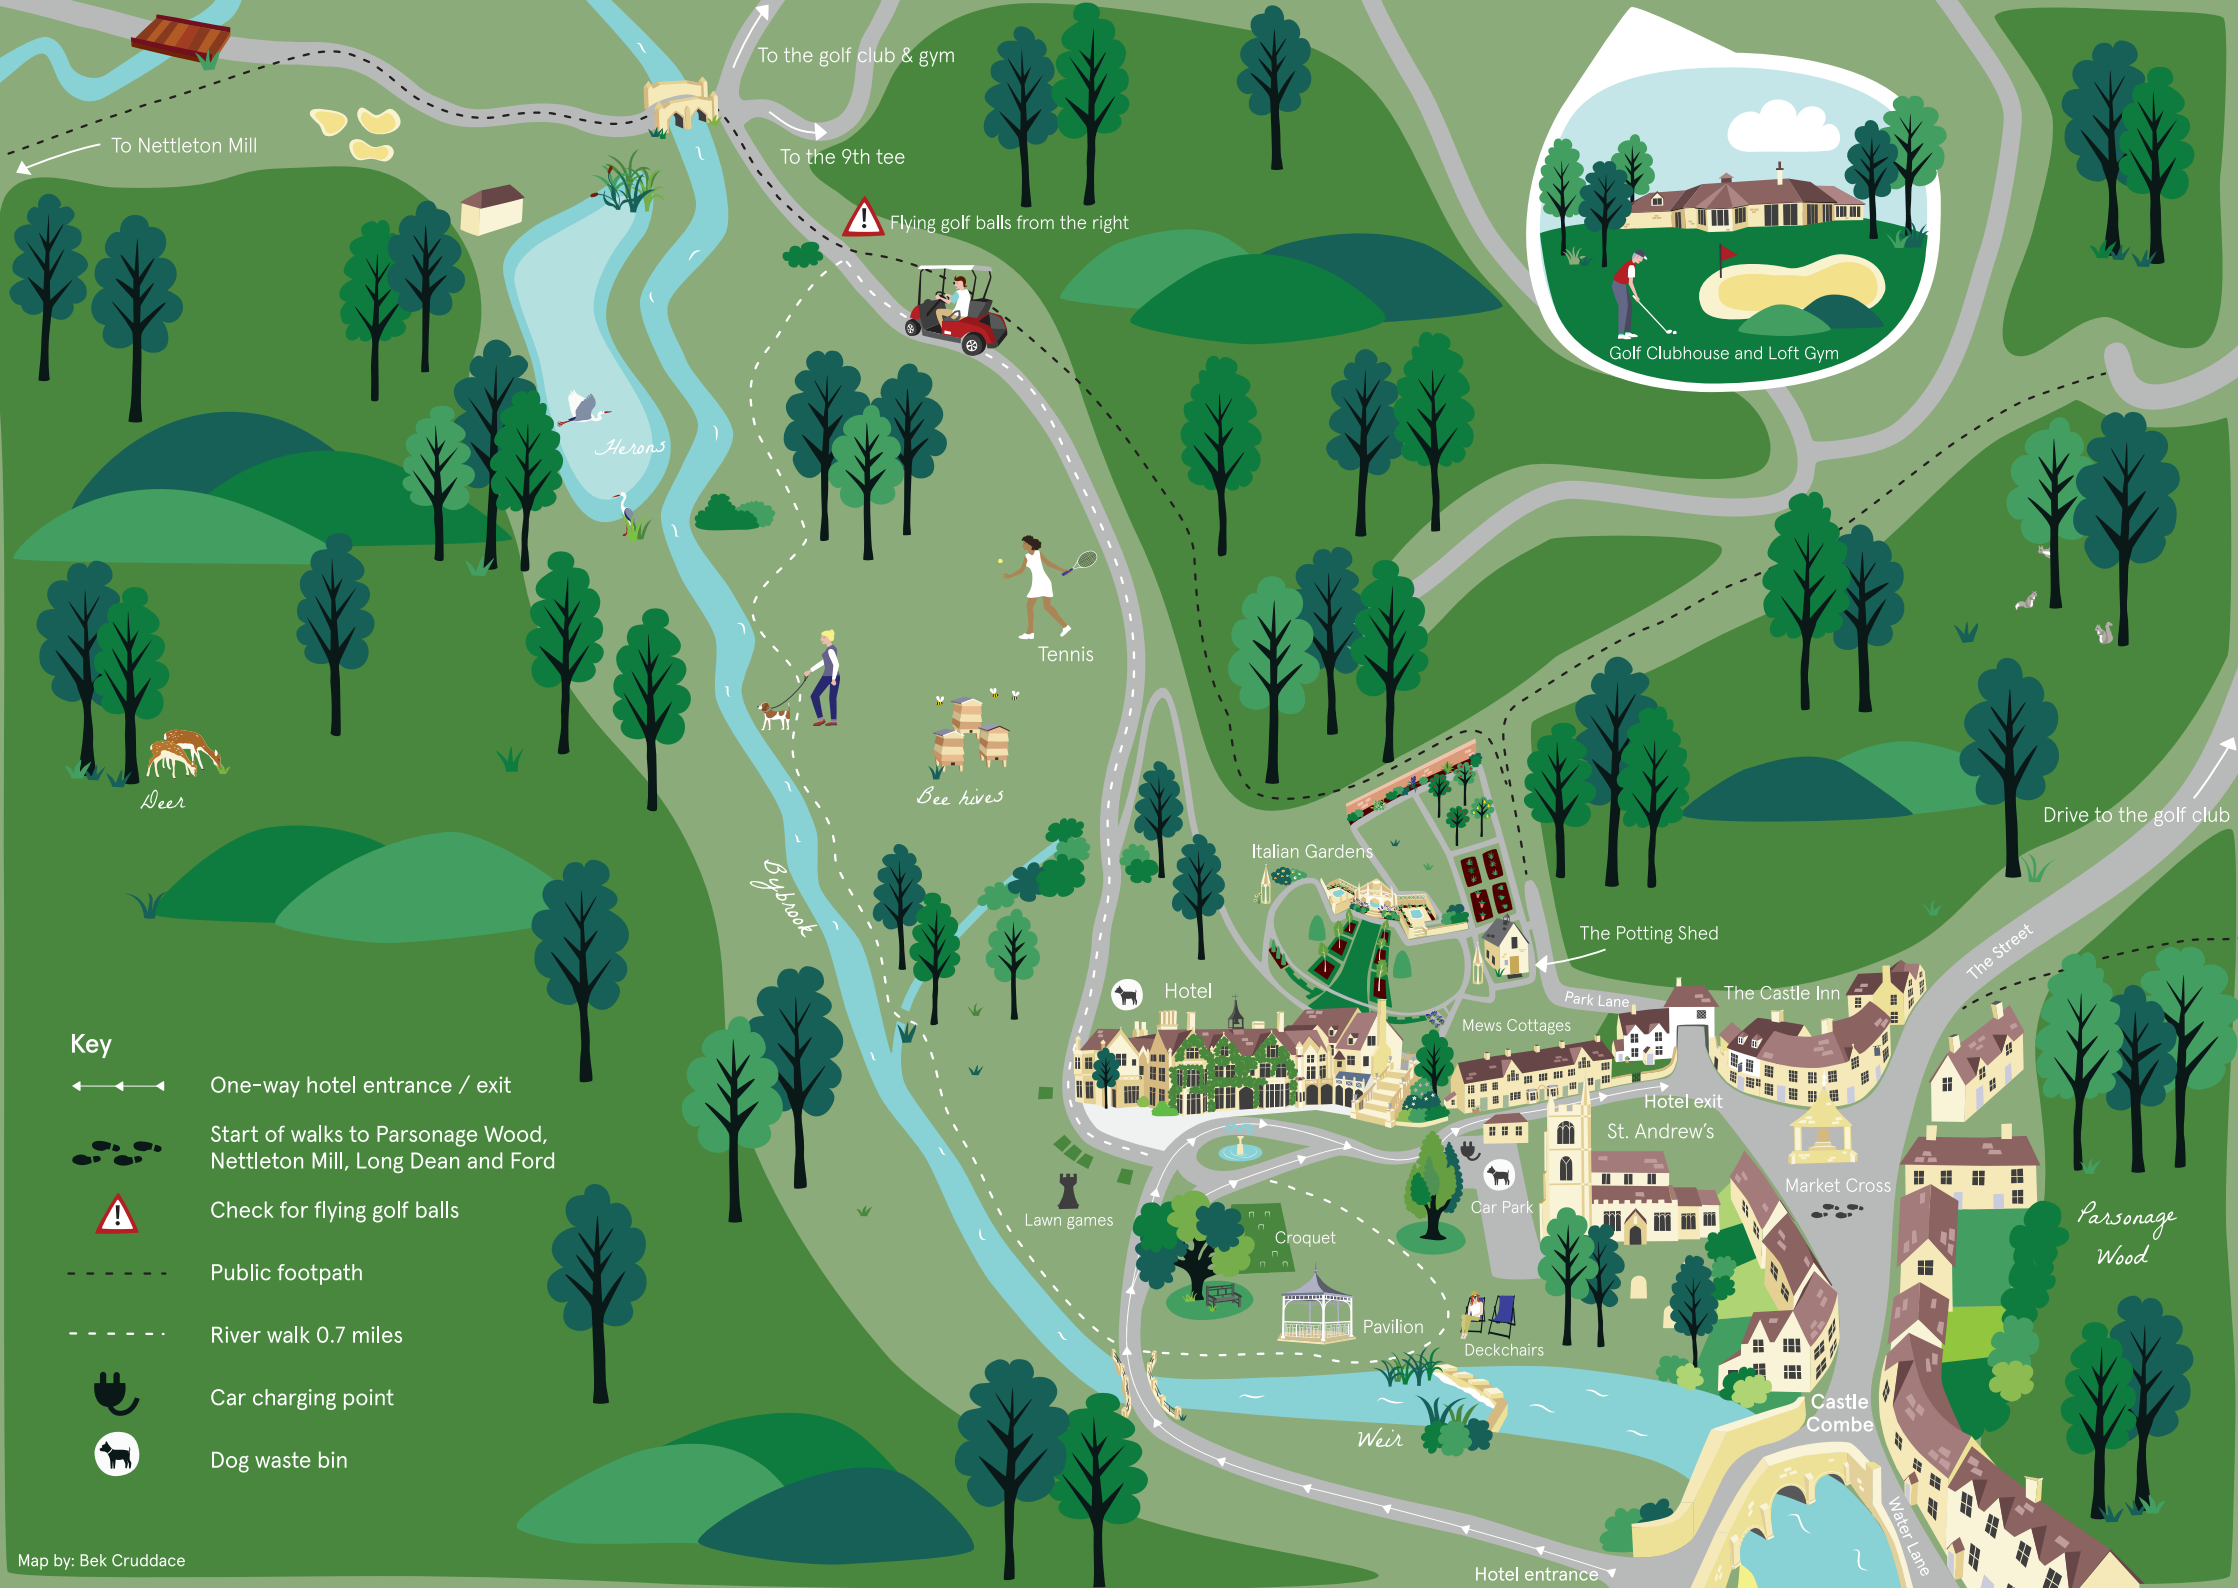 To the golf club & gym
To Nettleton Mill
To the 9th tee
Flying golf balls from the right
Golf Clubhouse and Loft Gym
Herons
Tennis
Deer
Bee hives
Bybrook
Drive to the golf club
Italian Gardens
The Potting Shed
The Street
Hotel
Park Lane
The Castle Inn
Mews Cottages
Hotel exit
St. Andrew's
Market Cross
Car Park
Lawn games
Croquet
Parsonage
Wood
Pavilion
Deckchairs
Castle
Combe
Weir
Water Lane
Hotel entrance
Key
One-way hotel entrance / exit
Start of walks to Parsonage Wood,
Nettleton Mill, Long Dean and Ford
Check for flying golf balls
Public footpath
River walk 0.7 miles
Car charging point
Dog waste bin
Map by: Bek Cruddace